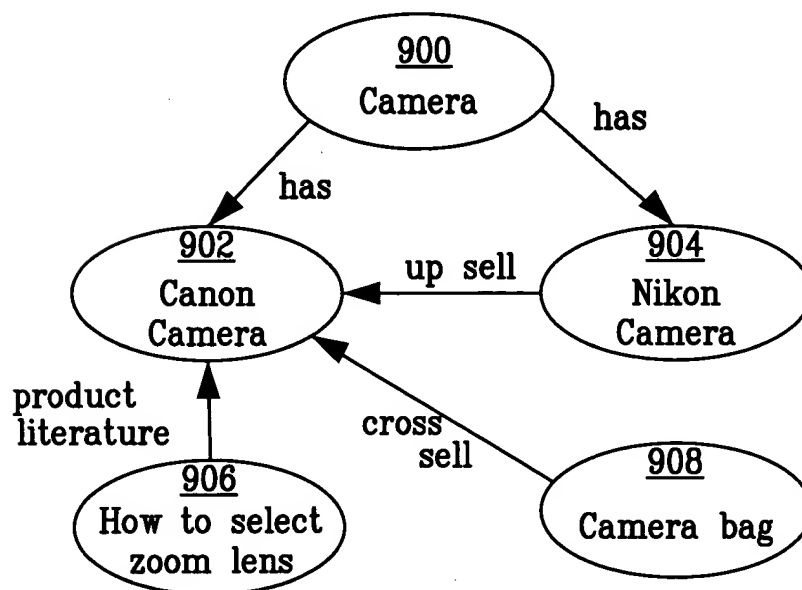 900
Camera
has
has
902
Canon
Camera
up sell
904
Nikon
Camera
product
literature
cross
sell
906
How to select
zoom lens
908
Camera bag